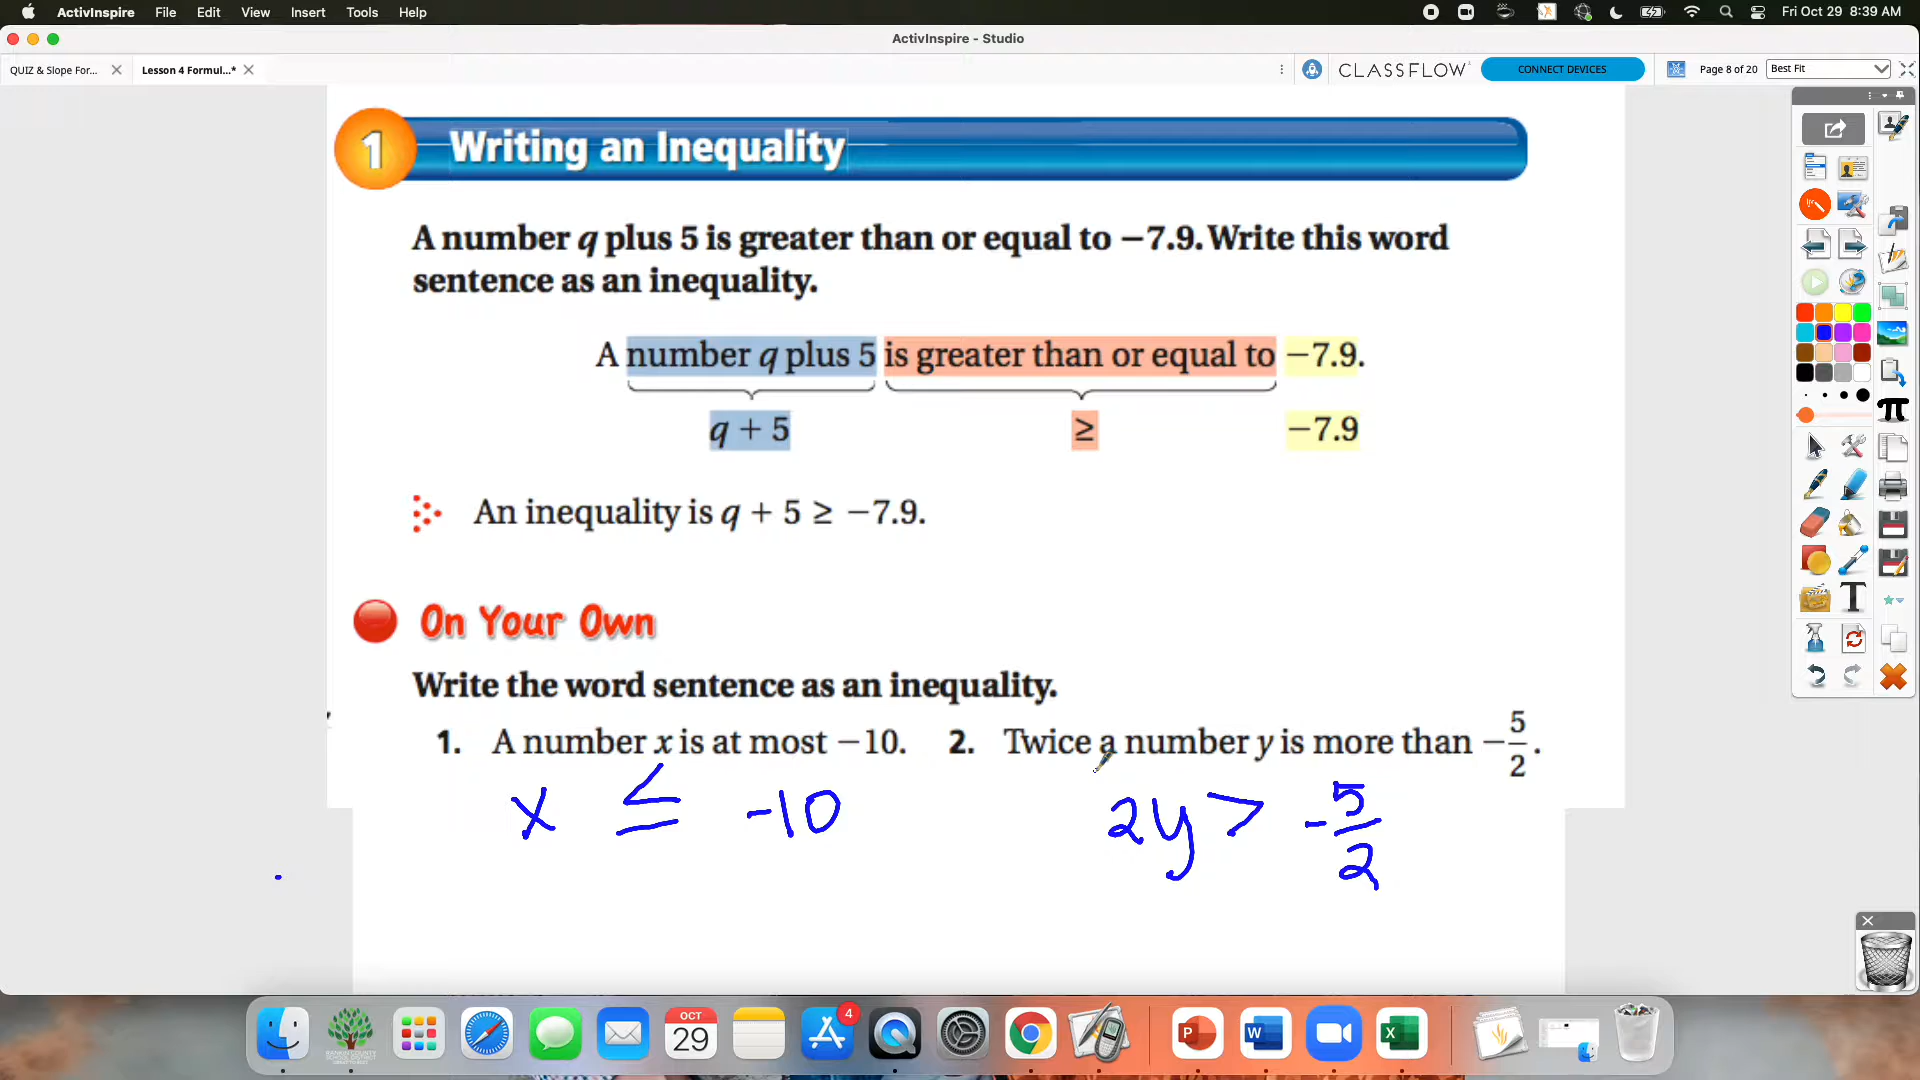 ActivInspire File Edit View Insert Tools Help Fri Oct 29 8:39 AM
ActivInspire - Studio
QUIZ & Slope For... Lesson 4 Formul...* CLASSFLOW CONNECT DEVICES Page 8 of 20 Best Fit
1 Writing an Inequality
A number q plus 5 is greater than or equal to −7.9. Write this word
sentence as an inequality.
A number q plus 5 is greater than or equal to −7.9.
q + 5 ≥ −7.9
An inequality is q + 5 ≥ −7.9.
On Your Own
Write the word sentence as an inequality.
1. A number x is at most −10. 2. Twice a number y is more than −5/2.
x ≤ -10 2y > -5/2
4
OCT
29